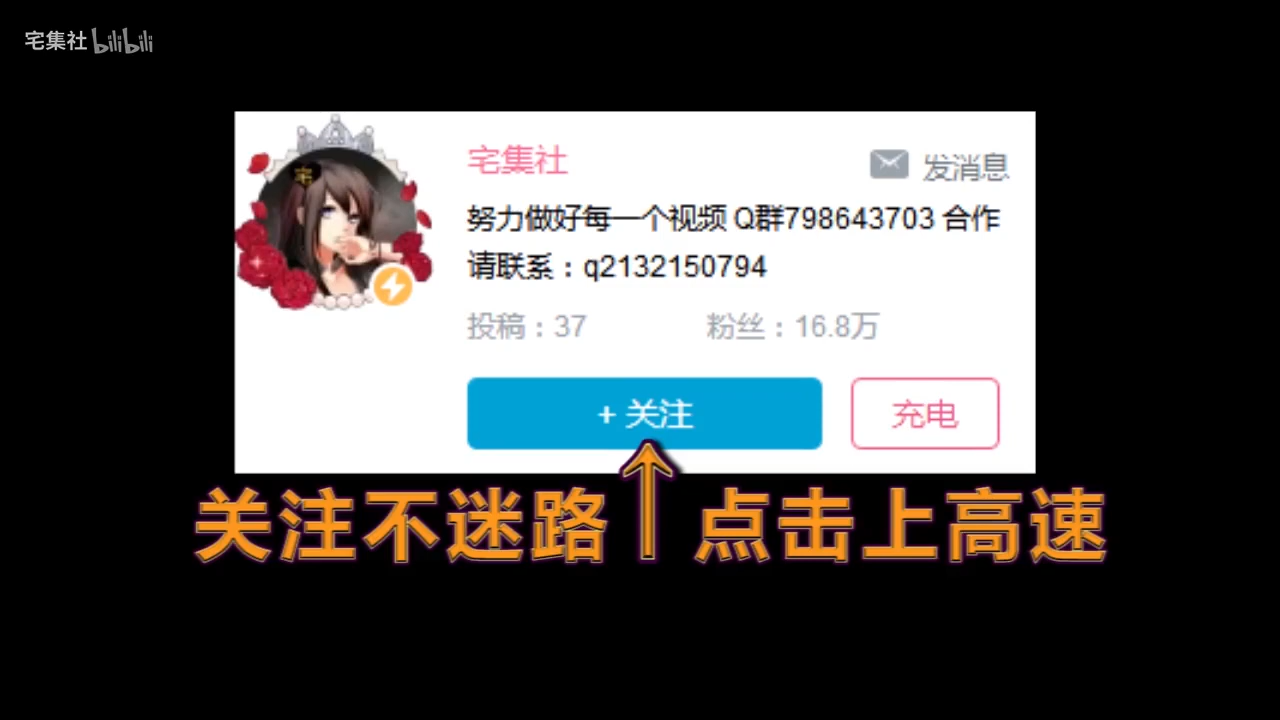 宅集社 bilibili
宅
宅集社
发消息
努力做好每一个视频 Q群798643703 合作
请联系：q2132150794
投稿：37 粉丝：16.8万
+ 关注 充电
关注不迷路 点击上高速